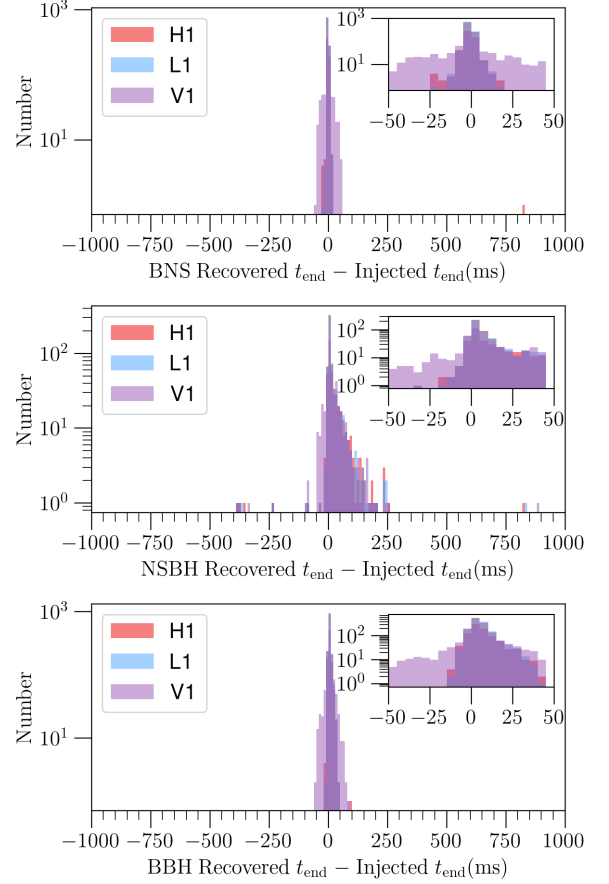 10³
10¹
Number
H1
L1
V1
10³
10¹
−50 −25 0 25 50
−1000 −750 −500 −250 0 250 500 750 1000
BNS Recovered t_end − Injected t_end(ms)
10²
10¹
10⁰
Number
H1
L1
V1
10²
10¹
10⁰
−50 −25 0 25 50
−1000 −750 −500 −250 0 250 500 750 1000
NSBH Recovered t_end − Injected t_end(ms)
10³
10¹
Number
H1
L1
V1
10²
10¹
10⁰
−50 −25 0 25 50
−1000 −750 −500 −250 0 250 500 750 1000
BBH Recovered t_end − Injected t_end(ms)